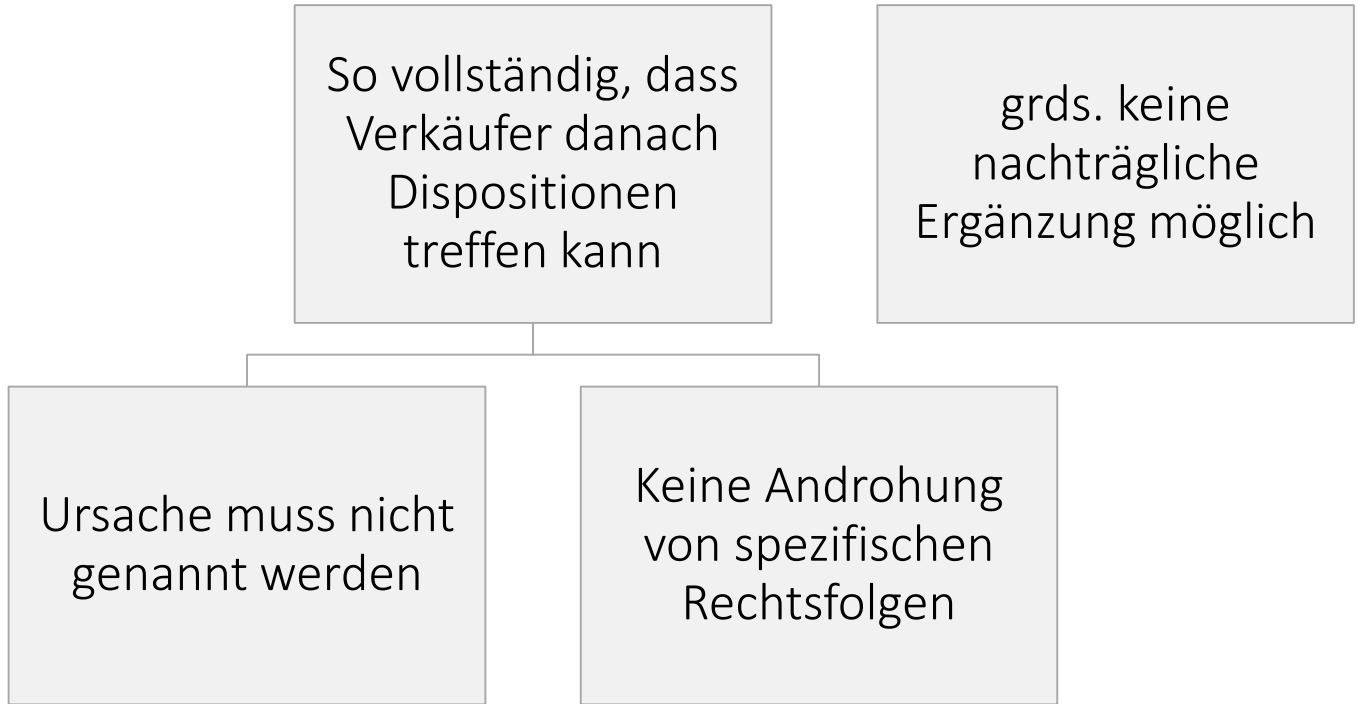 So vollständig, dass
Verkäufer danach
Dispositionen
treffen kann
grds. keine
nachträgliche
Ergänzung möglich
Ursache muss nicht
genannt werden
Keine Androhung
von spezifischen
Rechtsfolgen